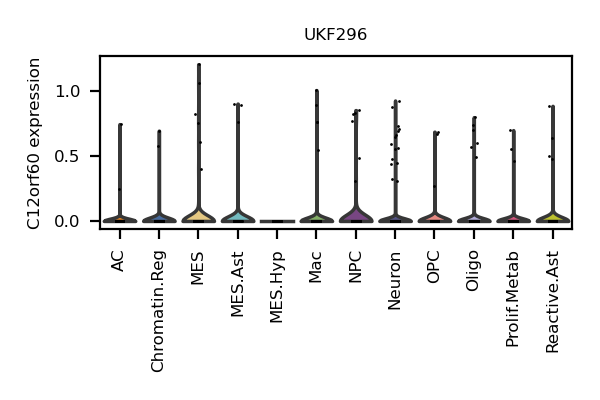 UKF296
C12orf60 expression
1.0
0.5
0.0
AC
Chromatin.Reg
MES
MES.Ast
MES.Hyp
Mac
NPC
Neuron
OPC
Oligo
Prolif.Metab
Reactive.Ast